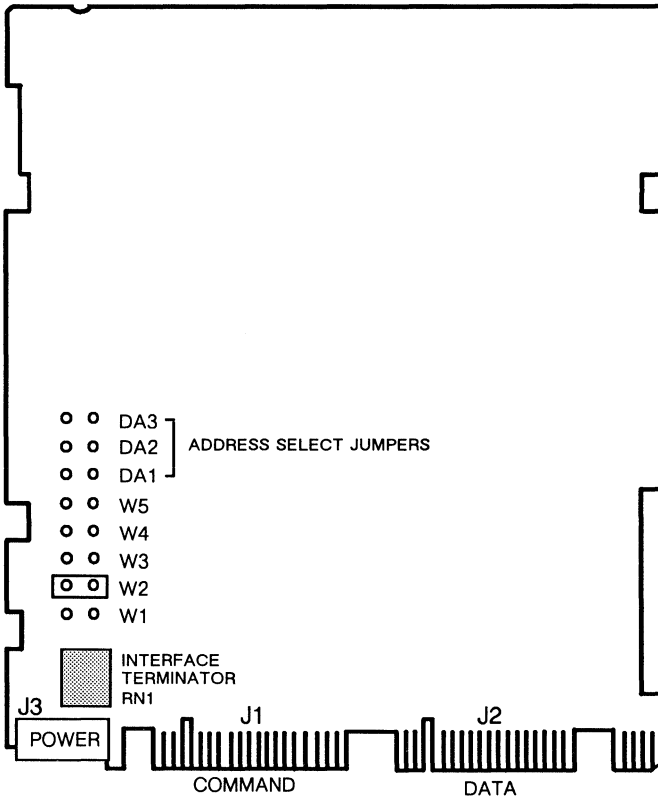 DA3
DA2
ADDRESS SELECT JUMPERS
DA1
W5
W4
W3
W2
W1
INTERFACE
TERMINATOR
RN1
J3
J1
J2
POWER
COMMAND
DATA